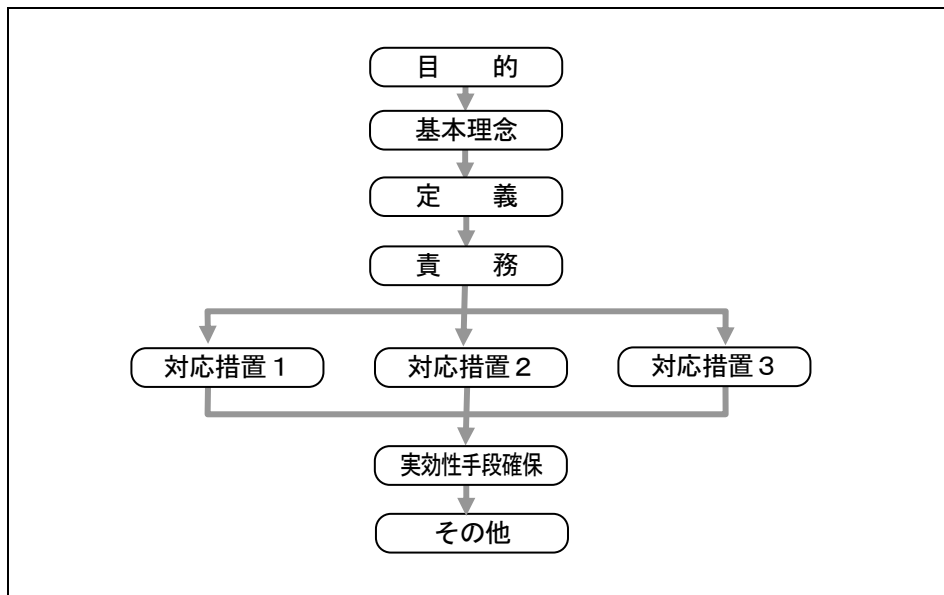 目　　的
基本理念
定　　義
責　　務
対応措置１
対応措置２
対応措置３
実効性手段確保
その他